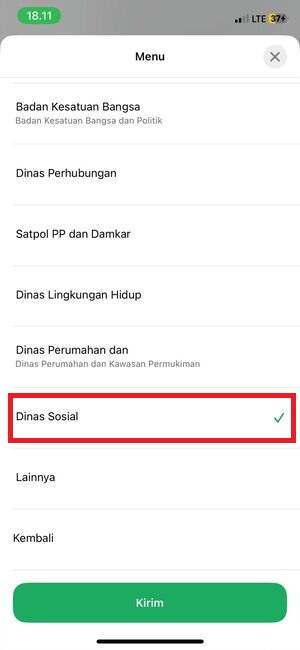 18.11
LTE 37
Menu
Badan Kesatuan Bangsa
Badan Kesatuan Bangsa dan Politik
Dinas Perhubungan
Satpol PP dan Damkar
Dinas Lingkungan Hidup
Dinas Perumahan dan
Dinas Perumahan dan Kawasan Permukiman
Dinas Sosial
Lainnya
Kembali
Kirim